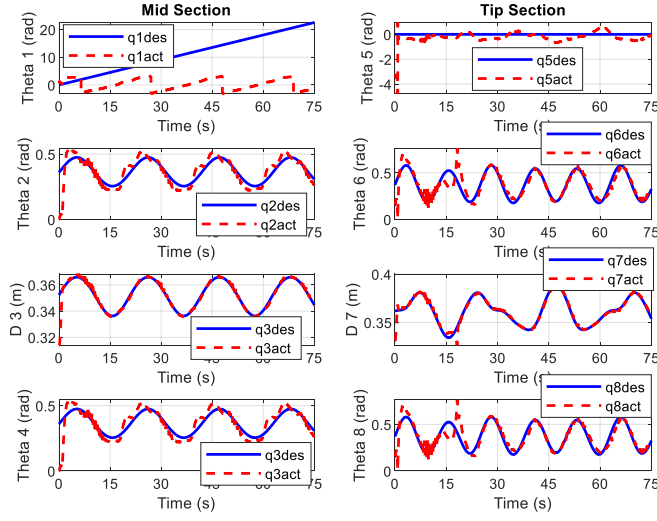 Mid Section
Theta 1 (rad)
20
10
0
q1des
q1act
0
15
30
45
60
75
Time (s)
Tip Section
Theta 5 (rad)
0
-2
-4
q5des
q5act
0
15
30
45
60
75
Time (s)
Theta 2 (rad)
0.5
0
q2des
q2act
0
15
30
45
60
75
Time (s)
Theta 6 (rad)
0.5
0
q6des
q6act
0
15
30
45
60
75
Time (s)
D 3 (m)
0.36
0.34
0.32
q3des
q3act
0
15
30
45
60
75
Time (s)
D 7 (m)
0.4
0.35
q7des
q7act
0
15
30
45
60
75
Time (s)
Theta 4 (rad)
0.5
0
q3des
q3act
0
15
30
45
60
75
Time (s)
Theta 8 (rad)
0.5
0
q8des
q8act
0
15
30
45
60
75
Time (s)